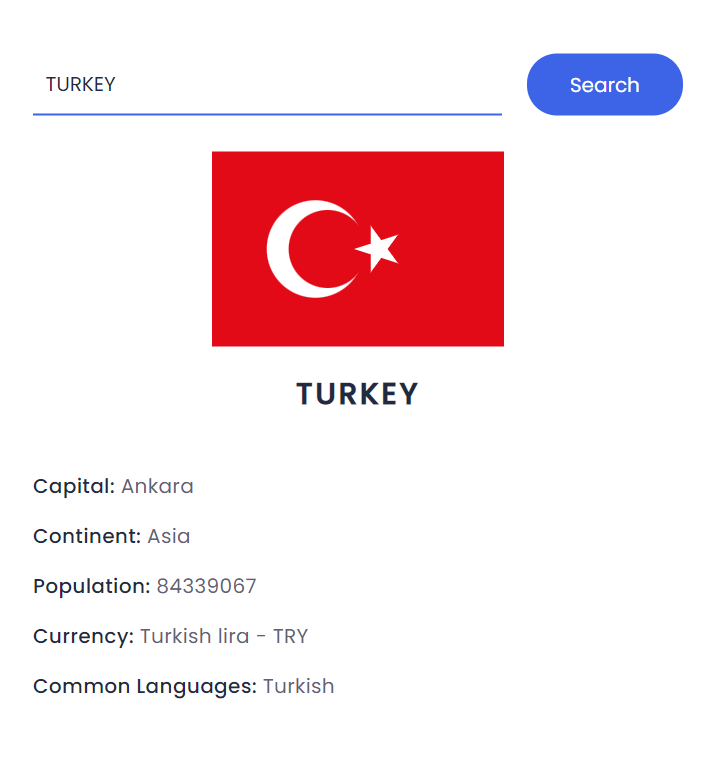 TURKEY
Search
TURKEY
Capital: Ankara
Continent: Asia
Population: 84339067
Currency: Turkish lira - TRY
Common Languages: Turkish